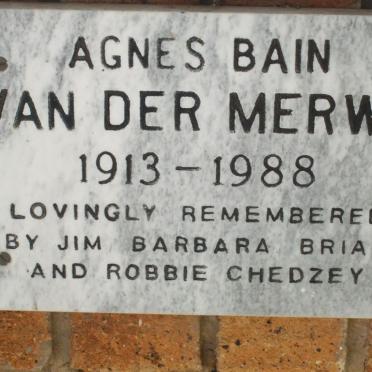 AGNES BAIN
VAN DER MERW
1913 - 1988
LOVINGLY REMEMBERE
BY JIM BARBARA BRIA
AND ROBBIE CHEDZEY